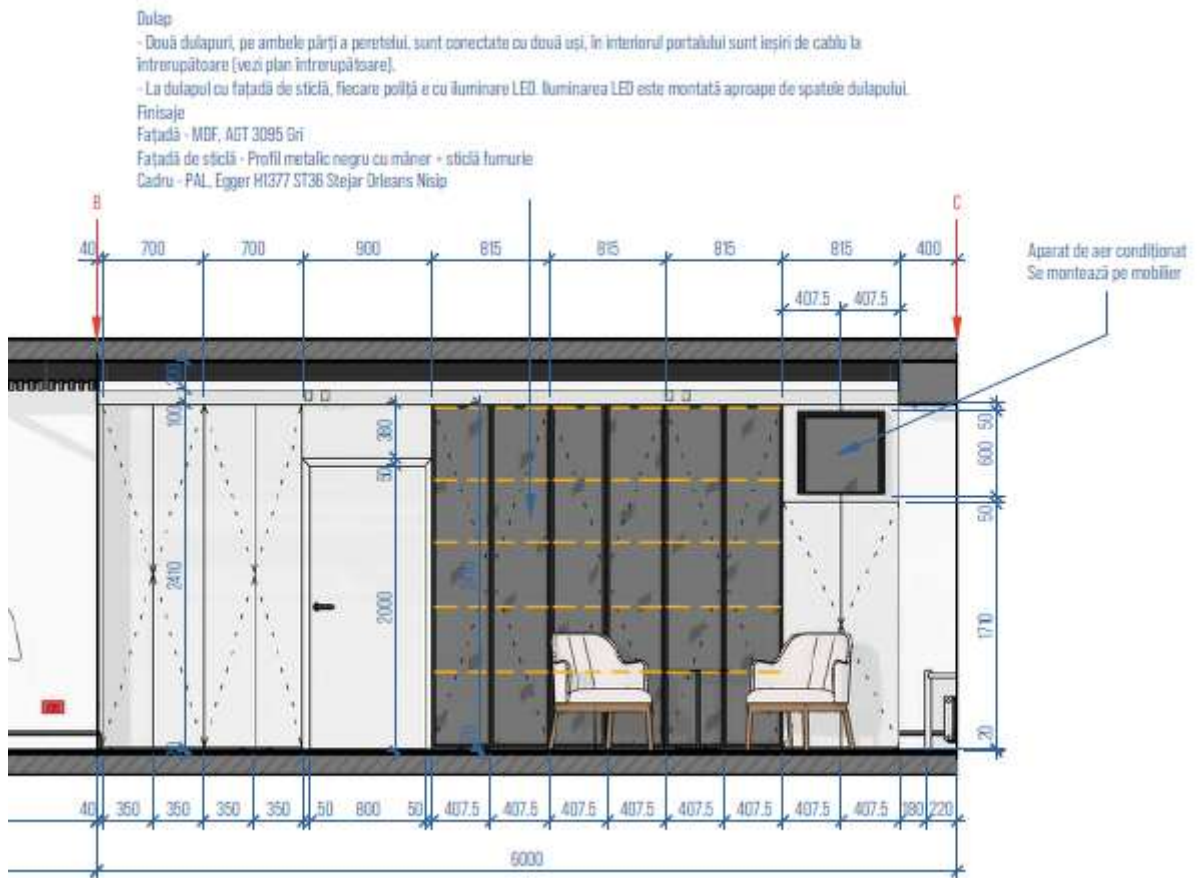 Dulap
- Două dulapuri, pe ambele părți a peretelui, sunt conectate cu două uși, în interiorul portalului sunt ieșiri de cablu la
întrerupătoare (vezi plan întrerupătoare).
- La dulapul cu fațadă de sticlă, fiecare poliță e cu iluminare LED. Iluminarea LED este montată aproape de spatele dulapului.
Finisaje
Fațadă - MDF, AGT 3095 Gri
Fațadă de sticlă - Profil metalic negru cu mâner + sticlă fumurie
Cadru - PAL, Egger H1377 ST36 Stejar Orleans Nisip
B C
40 700 700 900 815 815 815 815 400
Aparat de aer condiționat
Se montează pe mobilier
407.5 407.5
100
380
50
50
600
50
2410
2000
1710
20
40 350 350 350 350 50 800 50 407.5 407.5 407.5 407.5 407.5 407.5 407.5 407.5 180 220
6000